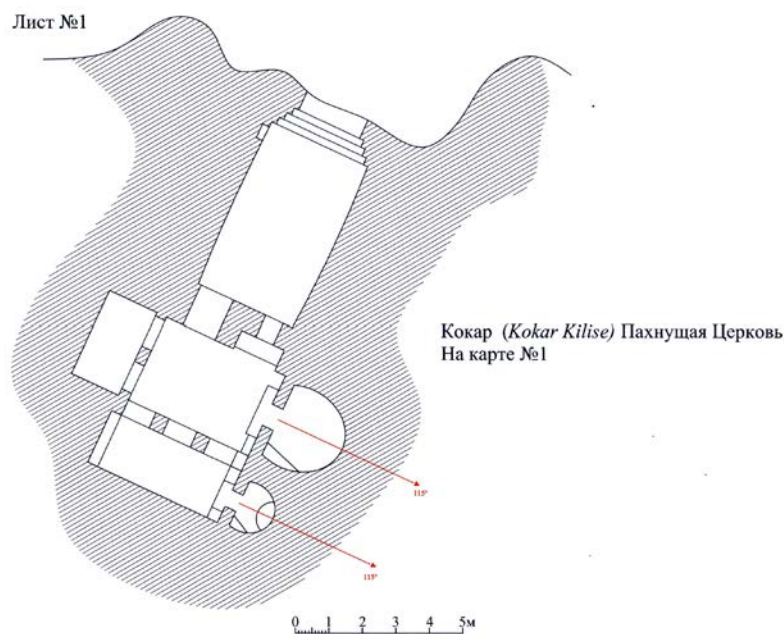 Лист №1
Кокар (Kokar Kilise) Пахнущая Церковь
На карте №1
115°
115°
0 1 2 3 4 5м